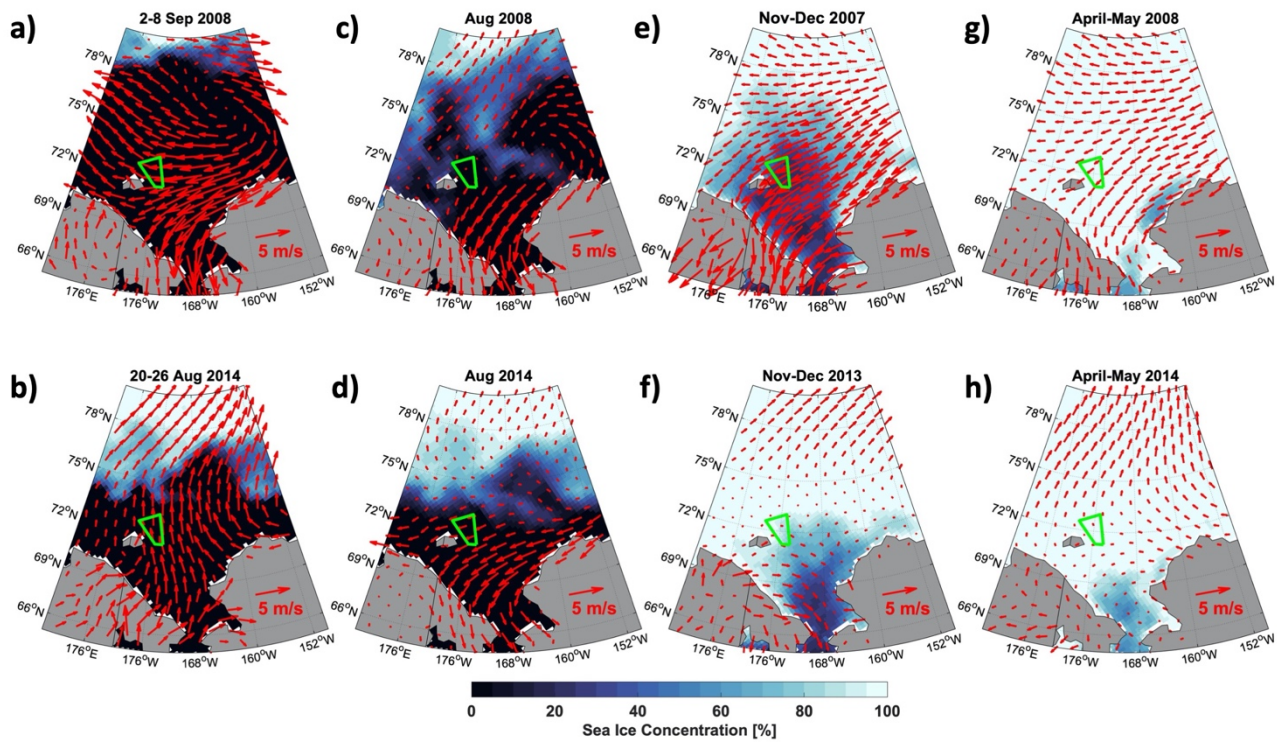 a) 2-8 Sep 2008
78°N
75°N
72°N
69°N
66°N
176°E
176°W
168°W
160°W
152°W
5 m/s
c) Aug 2008
78°N
75°N
72°N
69°N
66°N
176°E
176°W
168°W
160°W
152°W
5 m/s
e) Nov-Dec 2007
78°N
75°N
72°N
69°N
66°N
176°E
176°W
168°W
160°W
152°W
5 m/s
g) April-May 2008
78°N
75°N
72°N
69°N
66°N
176°E
176°W
168°W
160°W
152°W
5 m/s
b) 20-26 Aug 2014
78°N
75°N
72°N
69°N
66°N
176°E
176°W
168°W
160°W
152°W
5 m/s
d) Aug 2014
78°N
75°N
72°N
69°N
66°N
176°E
176°W
168°W
160°W
152°W
5 m/s
f) Nov-Dec 2013
78°N
75°N
72°N
69°N
66°N
176°E
176°W
168°W
160°W
152°W
5 m/s
h) April-May 2014
78°N
75°N
72°N
69°N
66°N
176°E
176°W
168°W
160°W
152°W
5 m/s
0 20 40 60 80 100
Sea Ice Concentration [%]